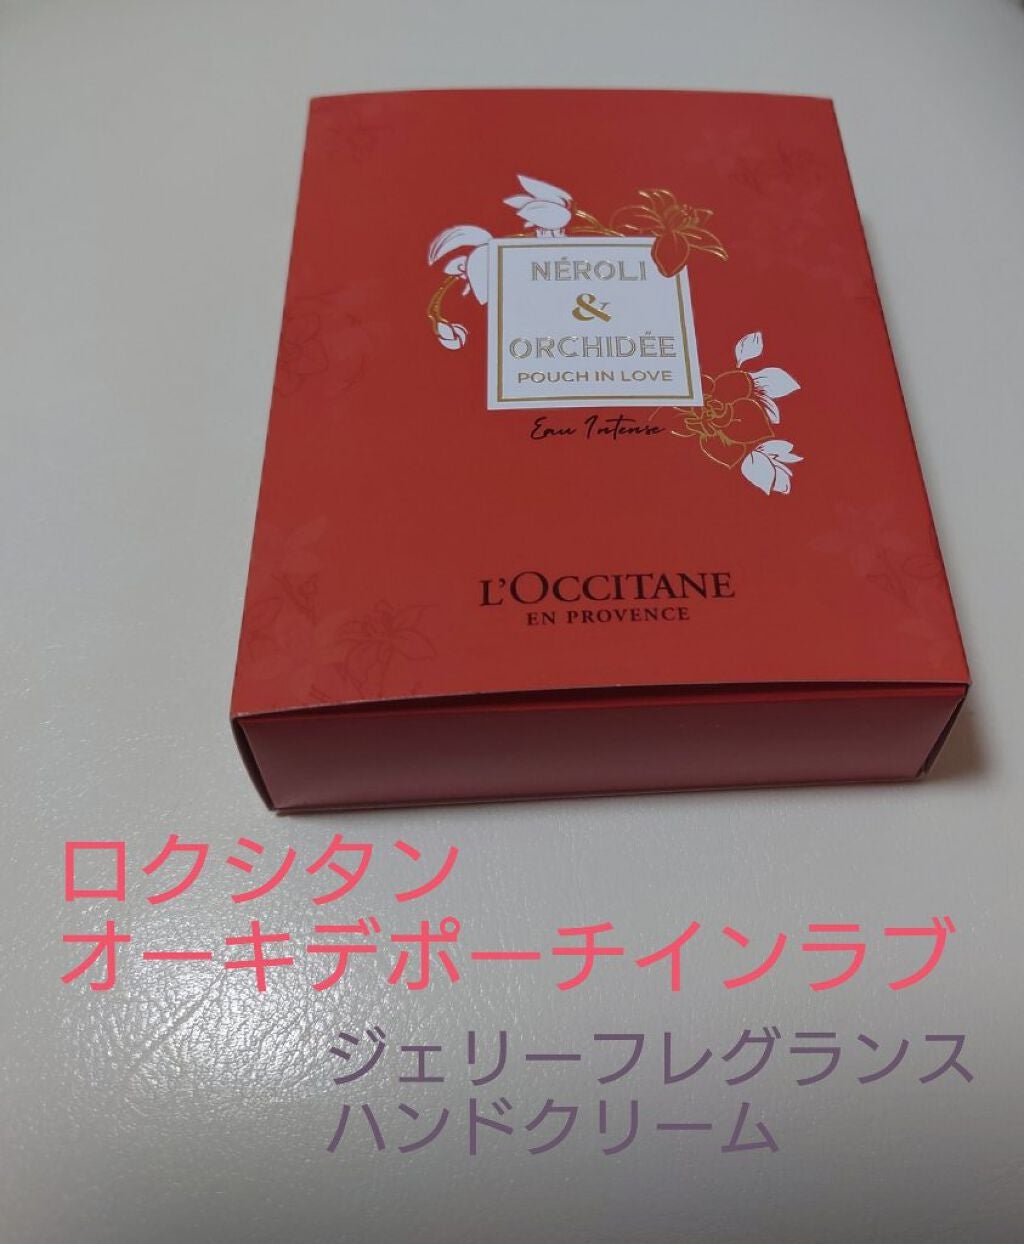 NÉROLI
&
ORCHIDÉE
POUCH IN LOVE
Eau Intense
L'OCCITANE
EN PROVENCE
ロクシタン
オーキデポーチインラブ
ジェリーフレグランス
ハンドクリーム